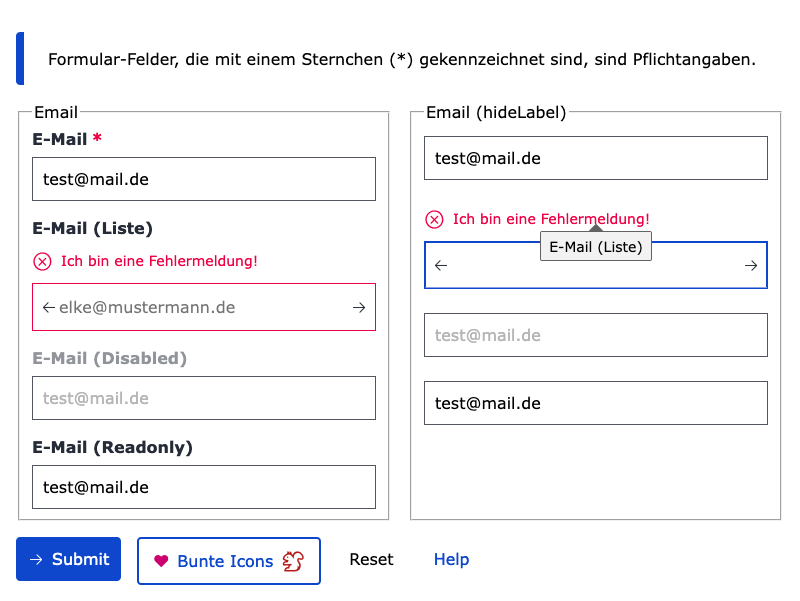 Formular-Felder, die mit einem Sternchen (*) gekennzeichnet sind, sind Pflichtangaben.
Email
E-Mail *
test@mail.de
E-Mail (Liste)
Ich bin eine Fehlermeldung!
elke@mustermann.de
E-Mail (Disabled)
test@mail.de
E-Mail (Readonly)
test@mail.de
Email (hideLabel)
test@mail.de
Ich bin eine Fehlermeldung!
E-Mail (Liste)
test@mail.de
test@mail.de
Submit
Bunte Icons
Reset
Help